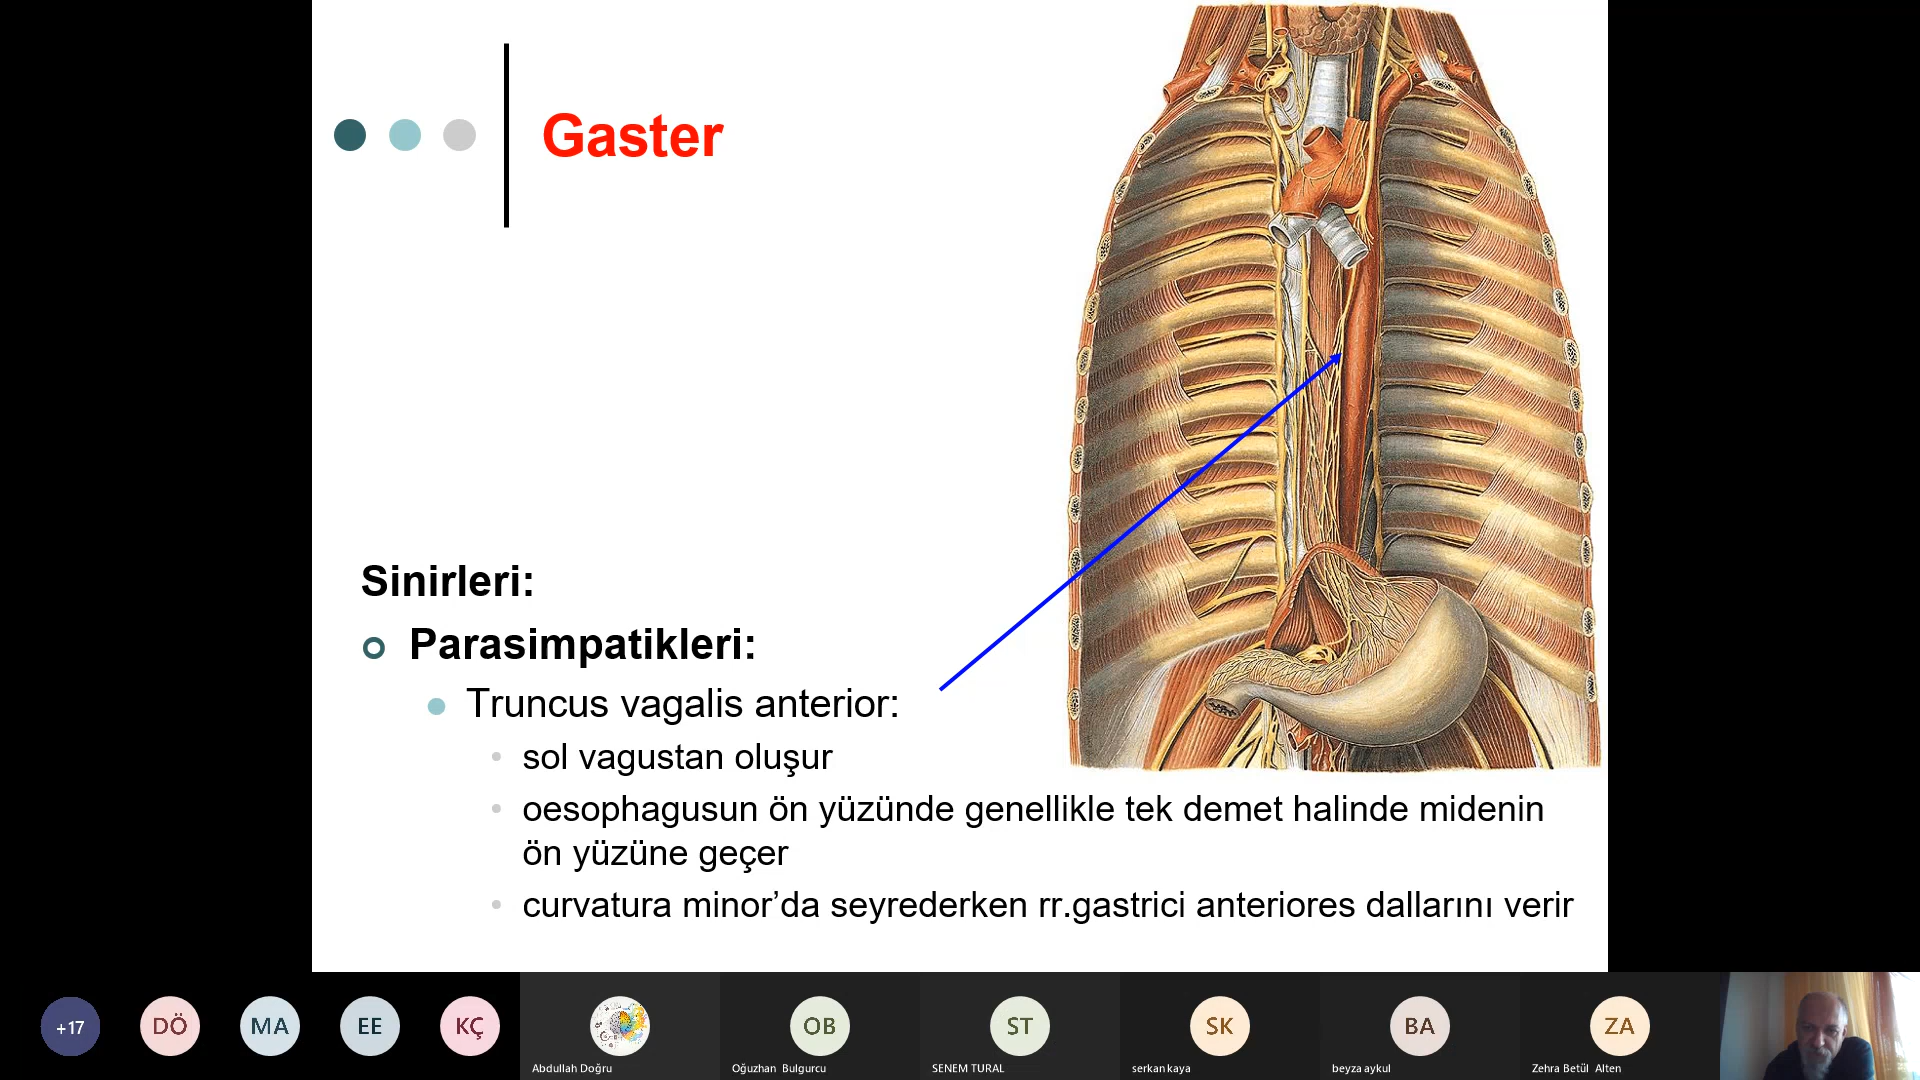 Gaster
Sinirleri:
Parasimpatikleri:
Truncus vagalis anterior:
sol vagustan oluşur
oesophagusun ön yüzünde genellikle tek demet halinde midenin
ön yüzüne geçer
curvatura minor’da seyrederken rr.gastrici anteriores dallarını verir
+17
DÖ
MA
EE
KÇ
OB
ST
SK
BA
ZA
Abdullah Doğru
Oğuzhan Bulgurcu
SENEM TURAL
serkan kaya
beyza aykul
Zehra Betül Alten